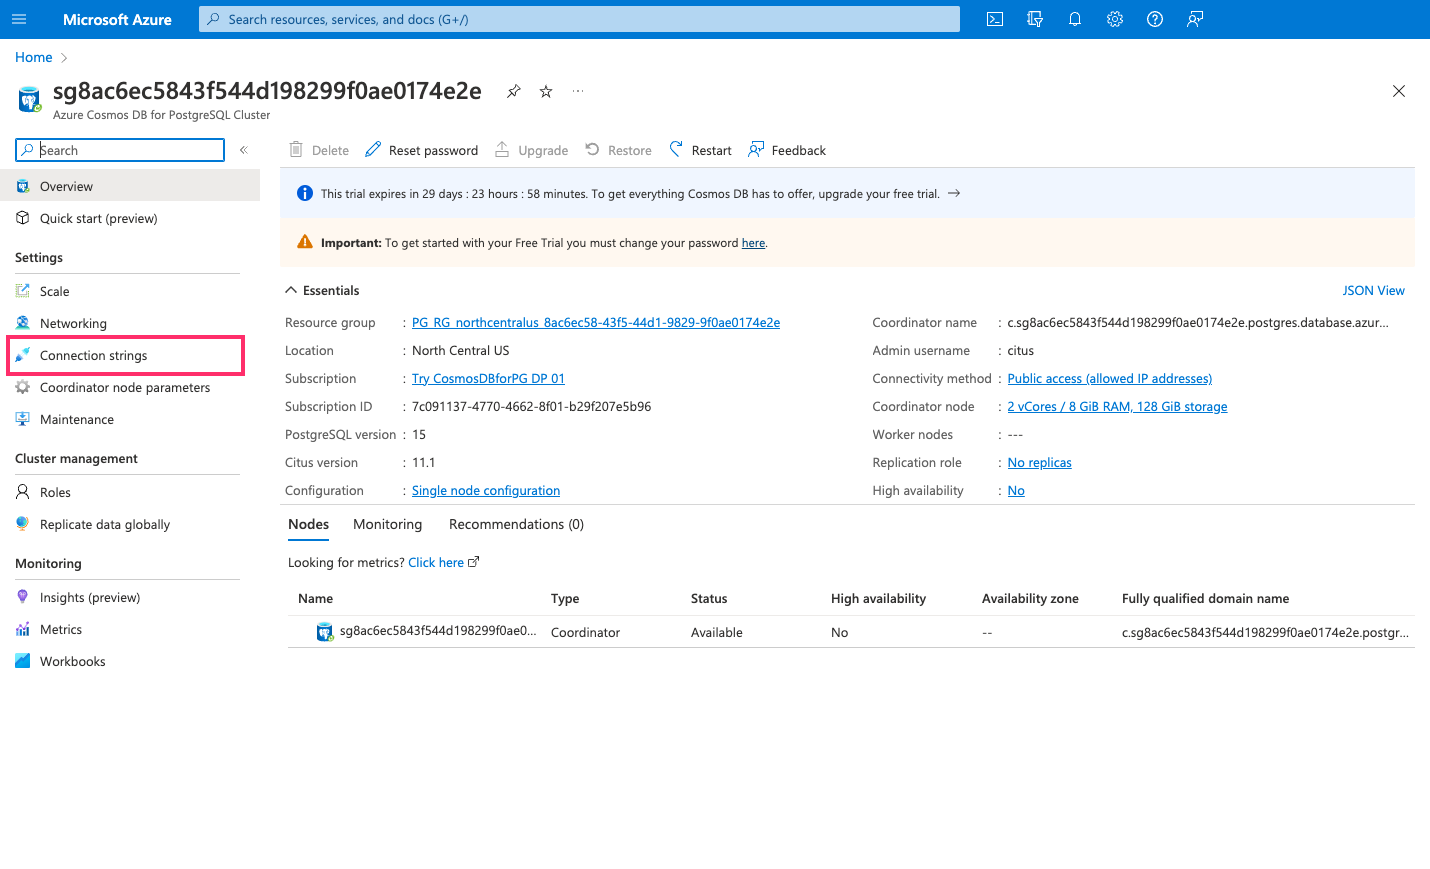 Microsoft Azure
Search resources, services, and docs (G+/)
Home
sg8ac6ec5843f544d198299f0ae0174e2e
Azure Cosmos DB for PostgreSQL Cluster
Search
Delete
Reset password
Upgrade
Restore
Restart
Feedback
Overview
Quick start (preview)
Settings
Scale
Networking
Connection strings
Coordinator node parameters
Maintenance
Cluster management
Roles
Replicate data globally
Monitoring
Insights (preview)
Metrics
Workbooks
This trial expires in 29 days : 23 hours : 58 minutes. To get everything Cosmos DB has to offer, upgrade your free trial. →
Important: To get started with your Free Trial you must change your password here.
Essentials
JSON View
Resource group : PG_RG_northcentralus_8ac6ec58-43f5-44d1-9829-9f0ae0174e2e
Location : North Central US
Subscription : Try CosmosDBforPG DP 01
Subscription ID : 7c091137-4770-4662-8f01-b29f207e5b96
PostgreSQL version : 15
Citus version : 11.1
Configuration : Single node configuration
Coordinator name : c.sg8ac6ec5843f544d198299f0ae0174e2e.postgres.database.azur...
Admin username : citus
Connectivity method : Public access (allowed IP addresses)
Coordinator node : 2 vCores / 8 GiB RAM, 128 GiB storage
Worker nodes : ---
Replication role : No replicas
High availability : No
Nodes
Monitoring
Recommendations (0)
Looking for metrics? Click here
Name Type Status High availability Availability zone Fully qualified domain name
sg8ac6ec5843f544d198299f0ae0... Coordinator Available No -- c.sg8ac6ec5843f544d198299f0ae0174e2e.postgr...